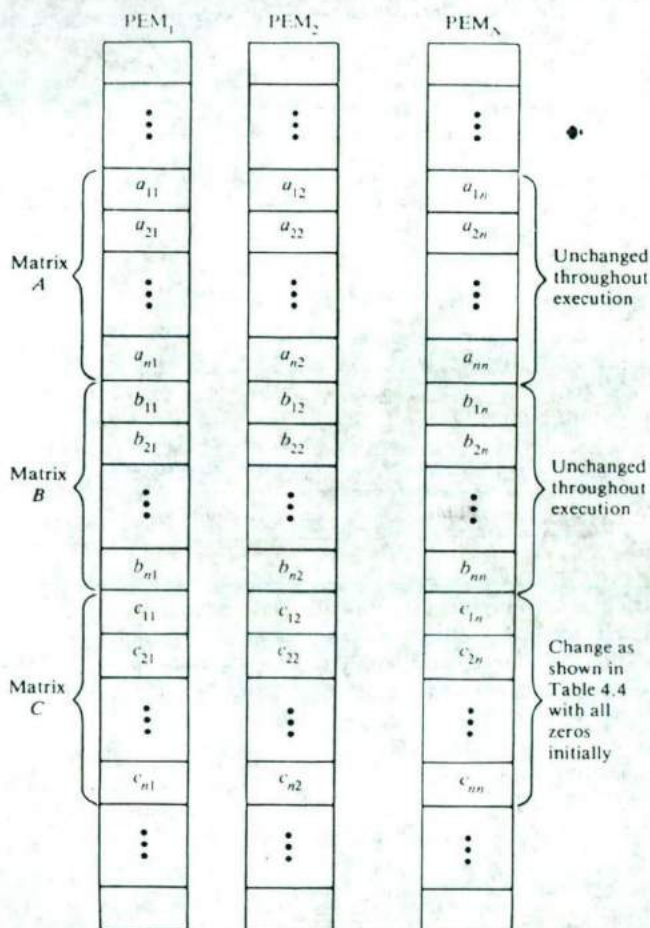 PEM₁ PEM₂ PEM_N
a₁₁ a₁₂ a₁ₙ
a₂₁ a₂₂ a₂ₙ
Matrix
A
Unchanged
throughout
execution
aₙ₁ aₙ₂ aₙₙ
b₁₁ b₁₂ b₁ₙ
b₂₁ b₂₂ b₂ₙ
Matrix
B
Unchanged
throughout
execution
bₙ₁ bₙ₂ bₙₙ
c₁₁ c₁₂ c₁ₙ
c₂₁ c₂₂ c₂ₙ
Matrix
C
Change as
shown in
Table 4.4
with all
zeros
initially
cₙ₁ cₙ₂ cₙₙ